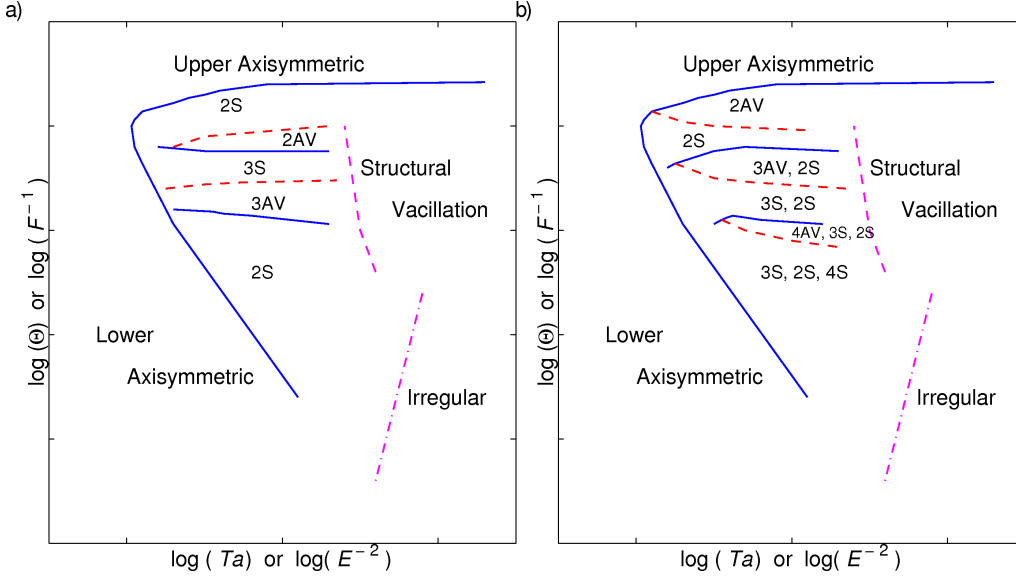 a)
Upper Axisymmetric
2S
2AV
3S
Structural
3AV
Vacillation
2S
Lower
Axisymmetric
Irregular
log (Θ) or log ( F⁻¹ )
log ( Ta) or log( E⁻² )
b)
Upper Axisymmetric
2AV
2S
3AV, 2S
Structural
3S, 2S
Vacillation
4AV, 3S, 2S
3S, 2S, 4S
Lower
Axisymmetric
Irregular
log (Θ) or log ( F⁻¹ )
log ( Ta) or log( E⁻² )